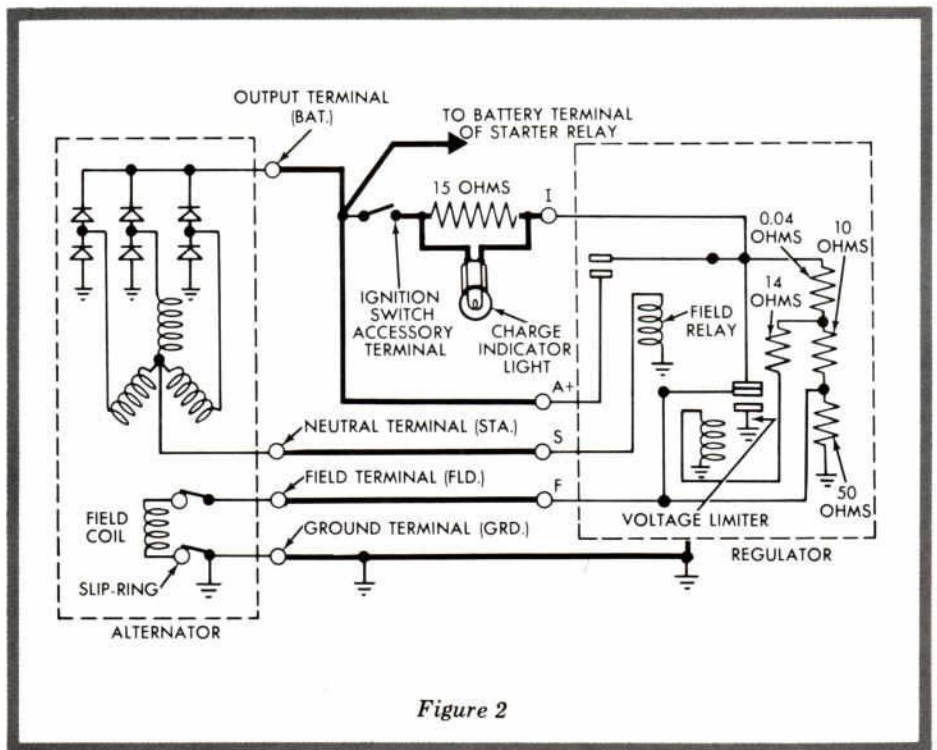 OUTPUT TERMINAL
(BAT.)
TO BATTERY TERMINAL
OF STARTER RELAY
15 OHMS
I
0.04
OHMS
10
OHMS
14
OHMS
IGNITION
SWITCH
ACCESSORY
TERMINAL
CHARGE
INDICATOR
LIGHT
FIELD
RELAY
A+
NEUTRAL TERMINAL (STA.)
S
FIELD TERMINAL (FLD.)
F
FIELD
COIL
GROUND TERMINAL (GRD.)
VOLTAGE LIMITER
50
OHMS
SLIP-RING
REGULATOR
ALTERNATOR
Figure 2